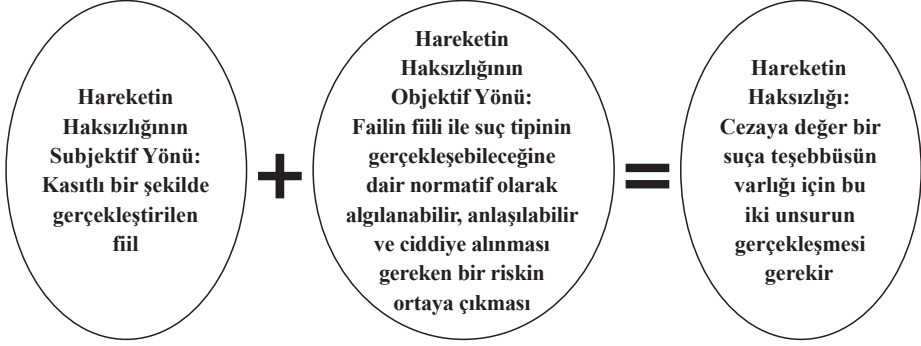 Hareketin
Haksızlığının
Subjektif Yönü:
Kasıtlı bir şekilde
gerçekleştirilen
fiil
+
Hareketin
Haksızlığının
Objektif Yönü:
Failin fiili ile suç tipinin
gerçekleşebileceğine
dair normatif olarak
algılanabilir, anlaşılabilir
ve ciddiye alınması
gereken bir riskin
ortaya çıkması
=
Hareketin
Haksızlığı:
Cezaya değer bir
suça teşebbüsün
varlığı için bu
iki unsurun
gerçekleşmesi
gerekir